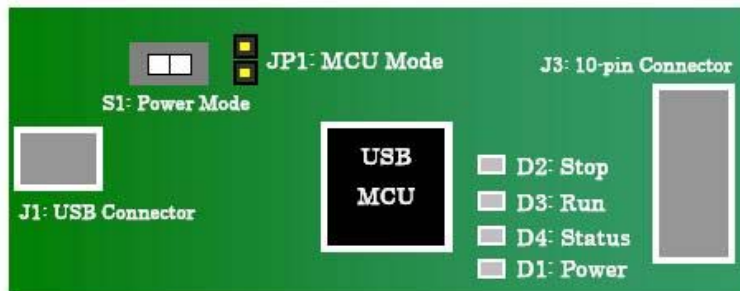 JP1: MCU Mode
J3: 10-pin Connector
S1: Power Mode
USB
MCU
D2: Stop
D3: Run
J1: USB Connector
D4: Status
D1: Power